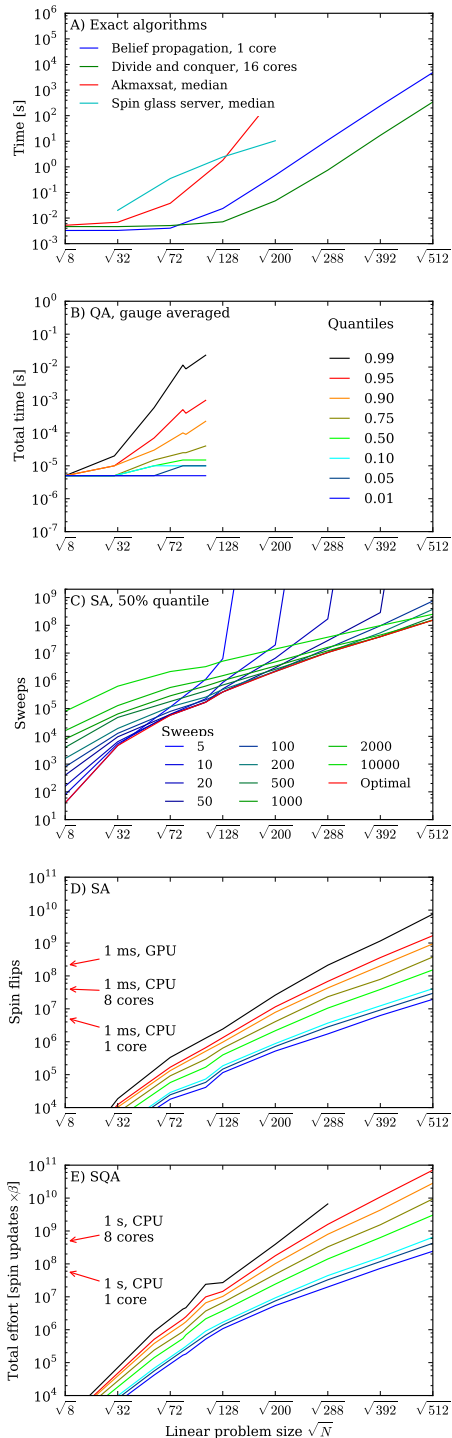 A) Exact algorithms
Belief propagation, 1 core
Divide and conquer, 16 cores
Akmaxsat, median
Spin glass server, median
Time [s]
10^6
10^5
10^4
10^3
10^2
10^1
10^0
10^-1
10^-2
10^-3
√8 √32 √72 √128 √200 √288 √392 √512
B) QA, gauge averaged
Quantiles
0.99
0.95
0.90
0.75
0.50
0.10
0.05
0.01
Total time [s]
10^0
10^-1
10^-2
10^-3
10^-4
10^-5
10^-6
10^-7
√8 √32 √72 √128 √200 √288 √392 √512
C) SA, 50% quantile
Sweeps
10^9
10^8
10^7
10^6
10^5
10^4
10^3
10^2
10^1
Sweeps
5 100 2000
10 200 10000
20 500 Optimal
50 1000
√8 √32 √72 √128 √200 √288 √392 √512
D) SA
Spin flips
10^11
10^10
10^9
10^8
10^7
10^6
10^5
10^4
1 ms, GPU
1 ms, CPU
8 cores
1 ms, CPU
1 core
√8 √32 √72 √128 √200 √288 √392 √512
E) SQA
Total effort [spin updates ×β]
10^11
10^10
10^9
10^8
10^7
10^6
10^5
10^4
1 s, CPU
8 cores
1 s, CPU
1 core
√8 √32 √72 √128 √200 √288 √392 √512
Linear problem size √N